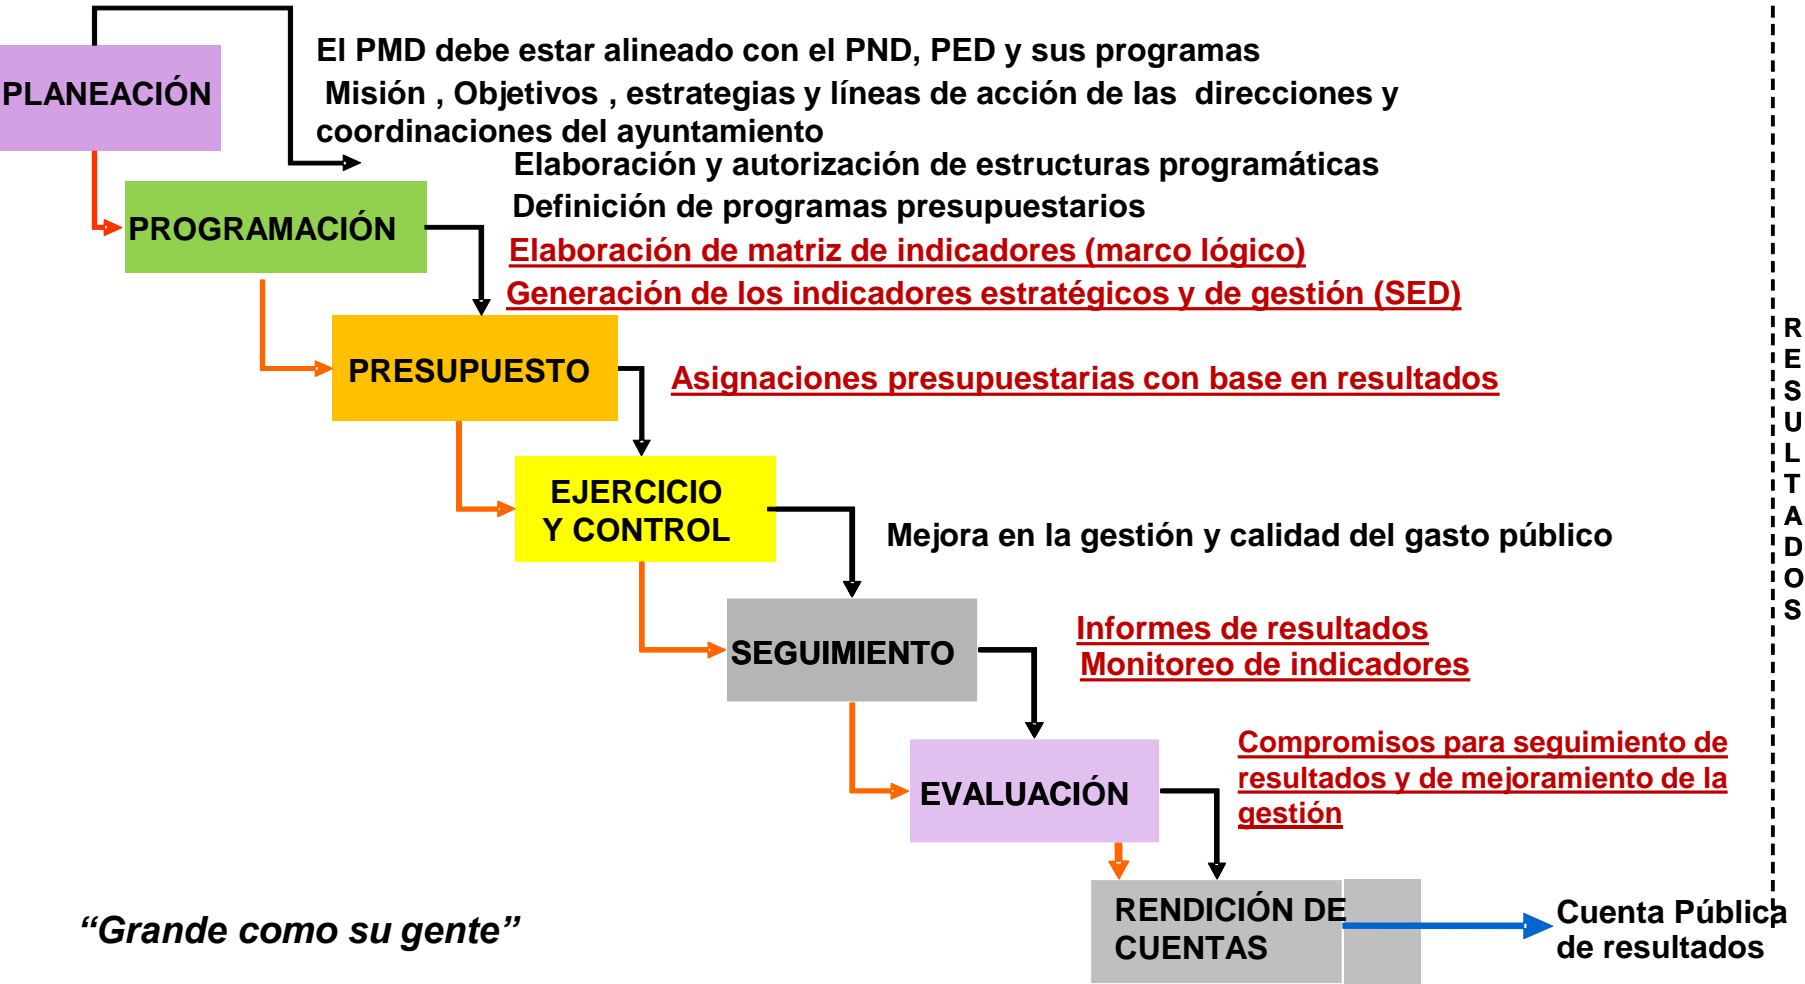 El PMD debe estar alineado con el PND, PED y sus programas
PLANEACIÓN
Misión , Objetivos , estrategias y líneas de acción de las direcciones y
coordinaciones del ayuntamiento
Elaboración y autorización de estructuras programáticas
Definición de programas presupuestarios
PROGRAMACIÓN
Elaboración de matriz de indicadores (marco lógico)
Generación de los indicadores estratégicos y de gestión (SED)
PRESUPUESTO
Asignaciones presupuestarias con base en resultados
EJERCICIO
Y CONTROL
Mejora en la gestión y calidad del gasto público
SEGUIMIENTO
Informes de resultados
Monitoreo de indicadores
EVALUACIÓN
Compromisos para seguimiento de
resultados y de mejoramiento de la
gestión
RENDICIÓN DE
CUENTAS
Cuenta Pública
de resultados
“Grande como su gente”
R
E
S
U
L
T
A
D
O
S